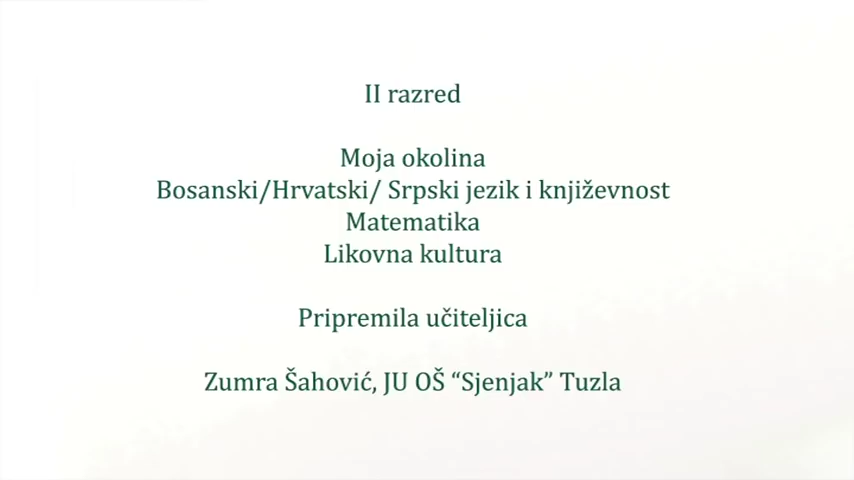 II razred
Moja okolina
Bosanski/Hrvatski/ Srpski jezik i književnost
Matematika
Likovna kultura
Pripremila učiteljica
Zumra Šahović, JU OŠ “Sjenjak” Tuzla